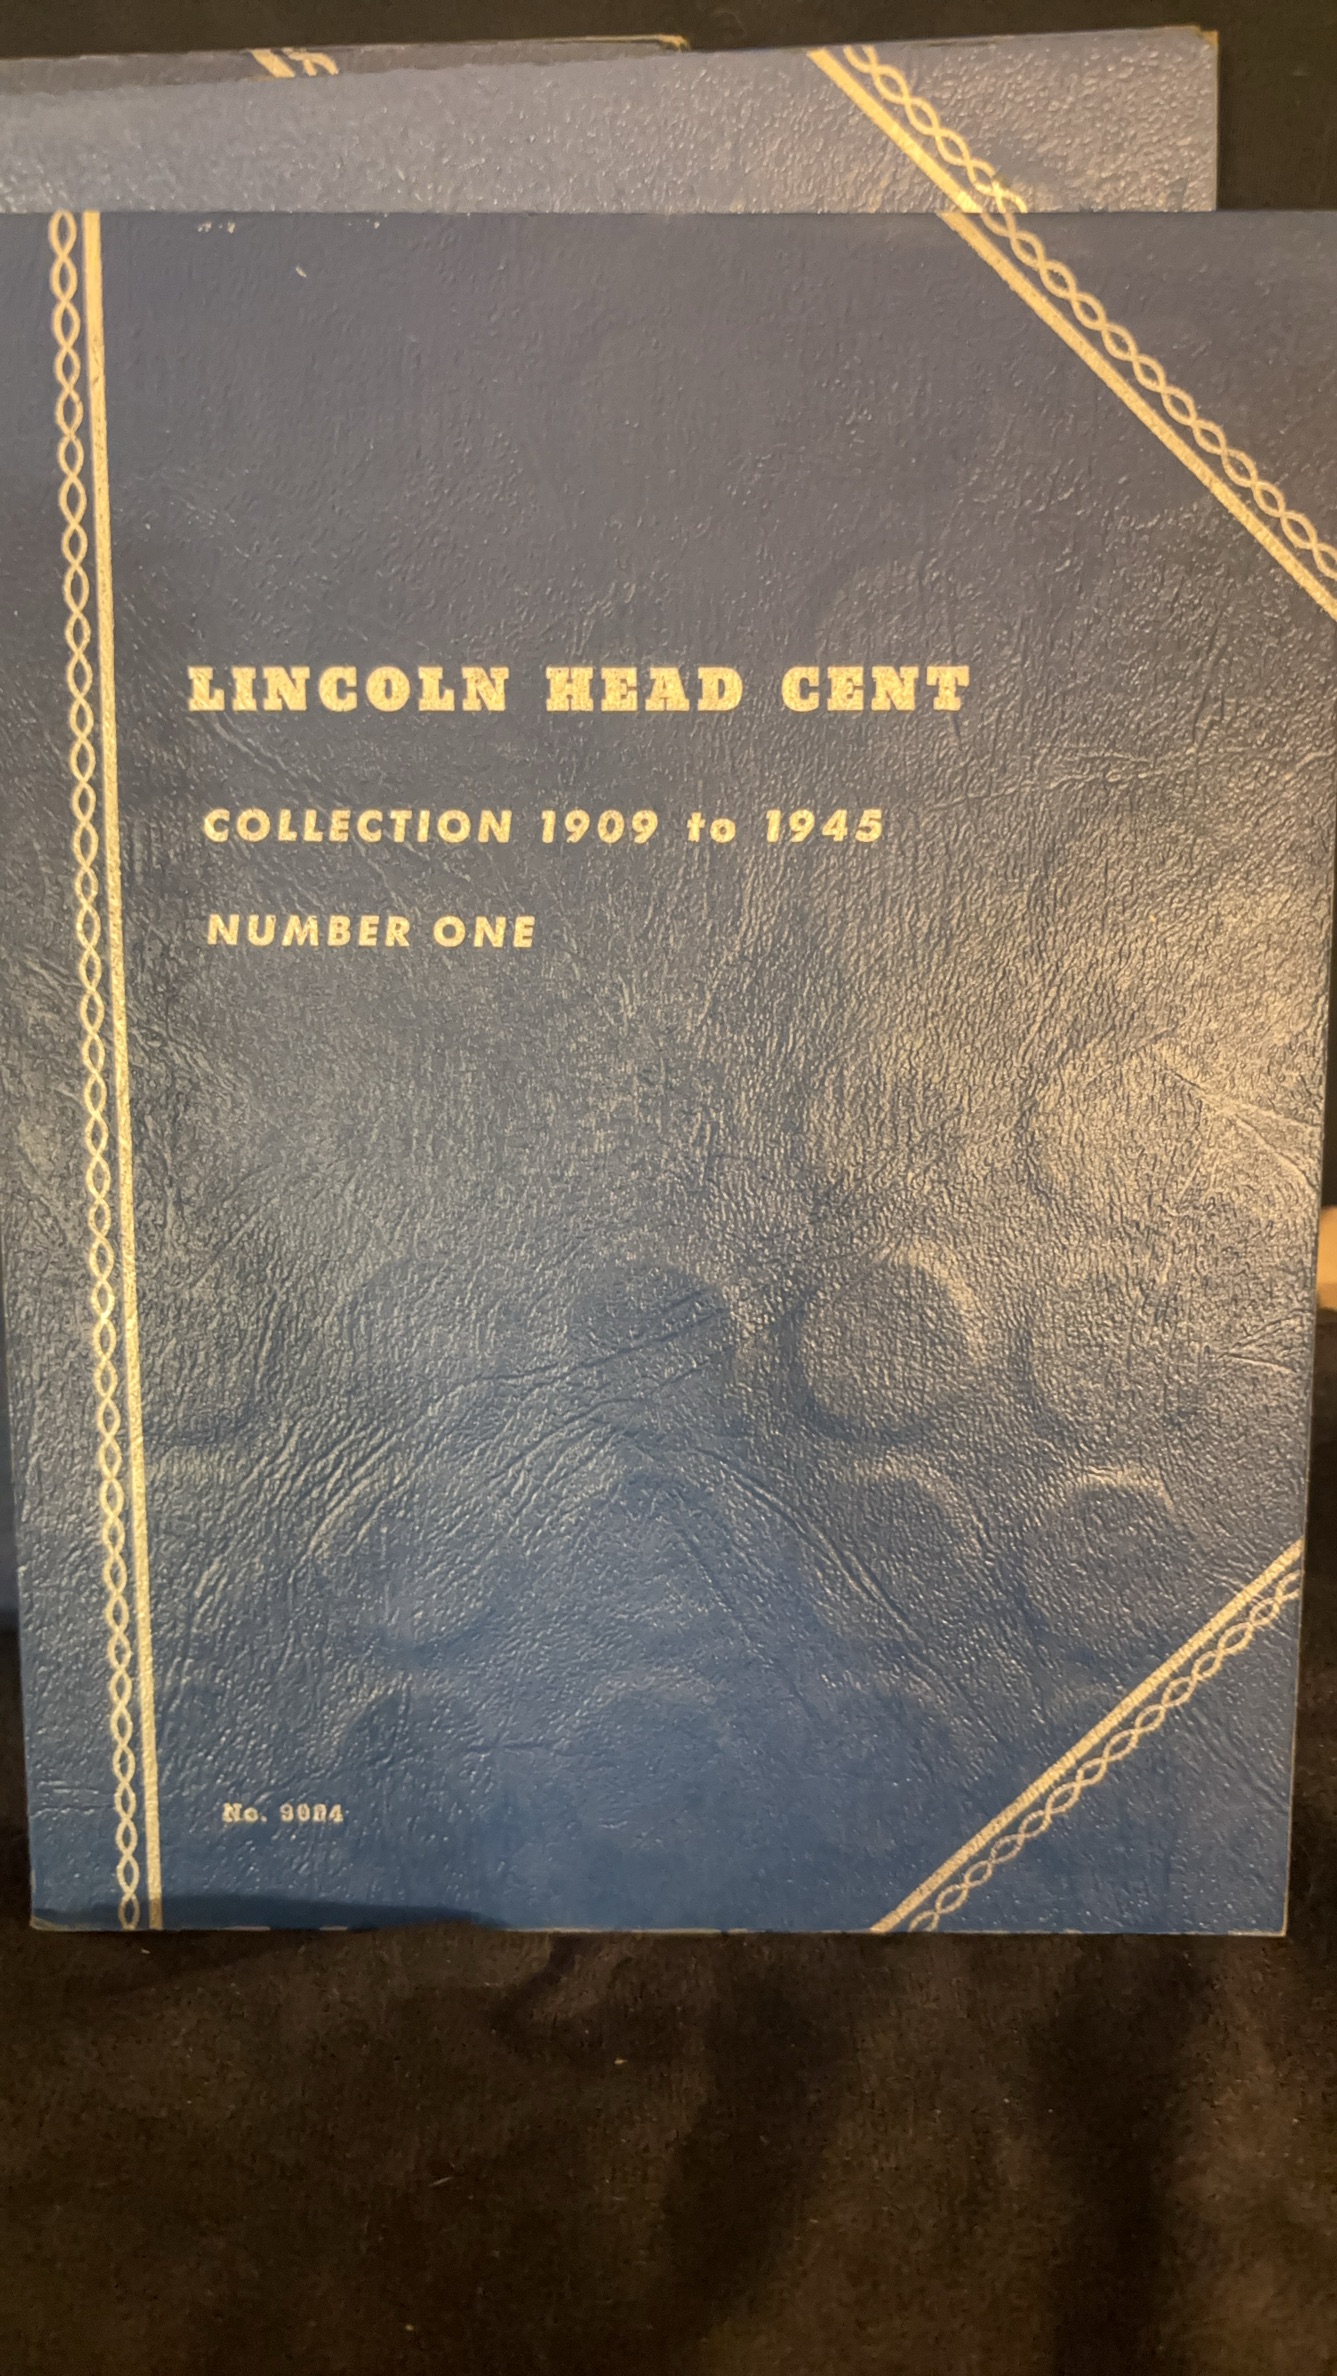 LINCOLN HEAD CENT
COLLECTION 1909 to 1945
NUMBER ONE
No. 9004